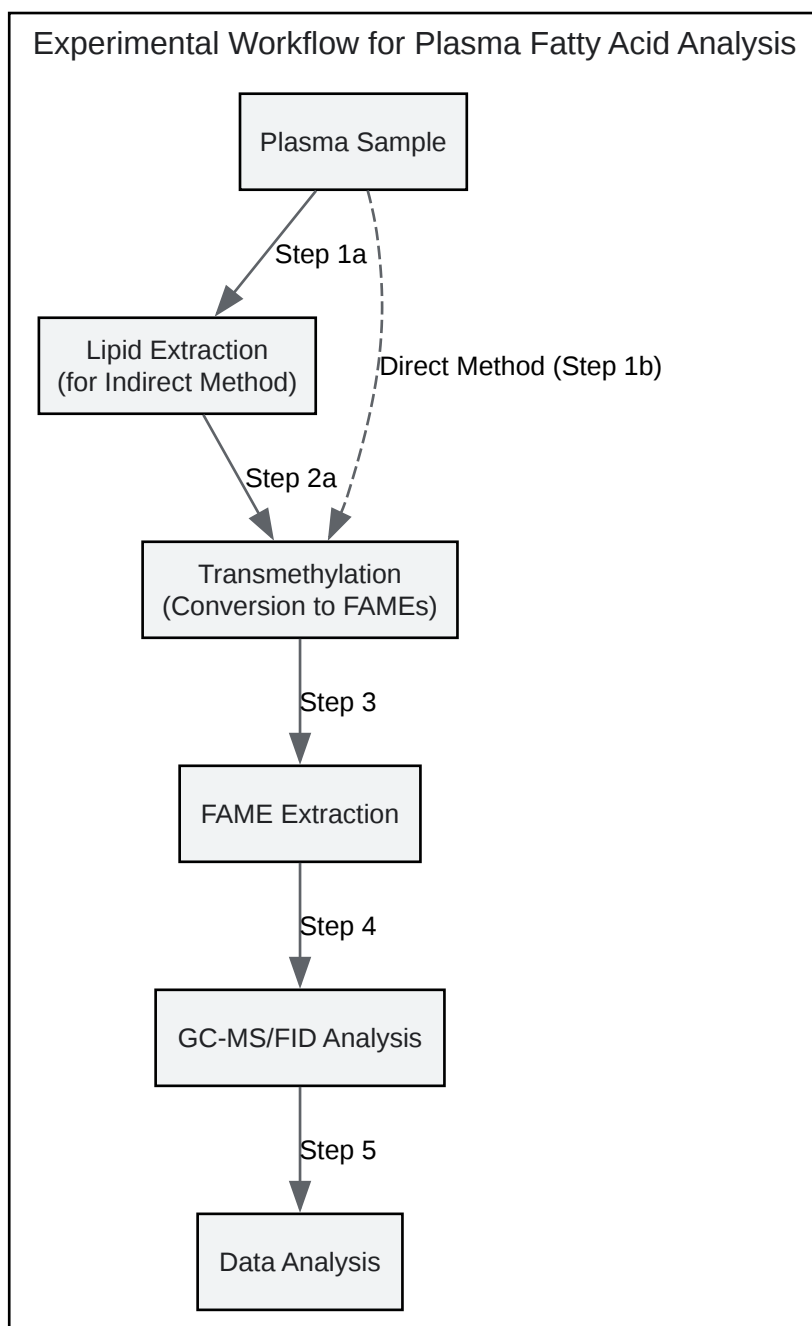 Experimental Workflow for Plasma Fatty Acid Analysis
Plasma Sample
Step 1a
Lipid Extraction
(for Indirect Method)
Direct Method (Step 1b)
Step 2a
Transmethylation
(Conversion to FAMEs)
Step 3
FAME Extraction
Step 4
GC-MS/FID Analysis
Step 5
Data Analysis